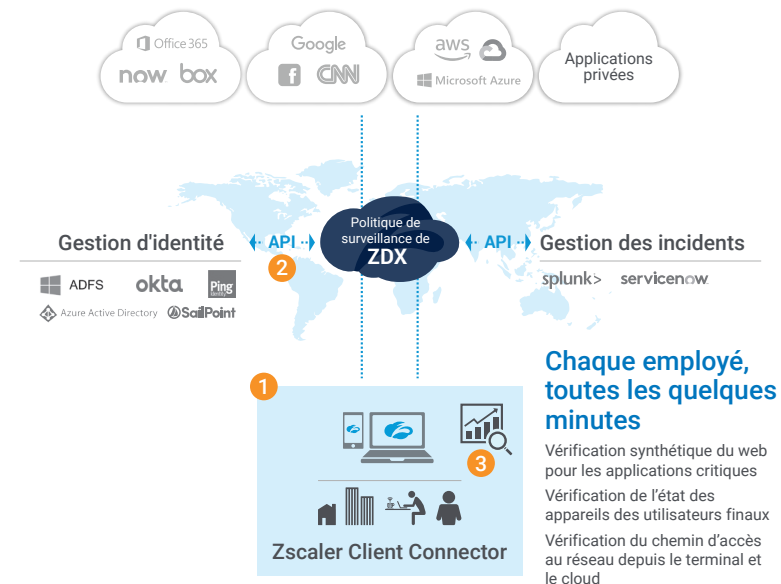 Office 365
now box
Google
f CNN
aws
Microsoft Azure
Applications
privées
Politique de
surveillance de
ZDX
Gestion d'identité
API
2
API
Gestion des incidents
ADFS
okta
Ping
Identity
Azure Active Directory
SailPoint
splunk>
servicenow
1
3
Zscaler Client Connector
Chaque employé,
toutes les quelques
minutes
Vérification synthétique du web
pour les applications critiques
Vérification de l'état des
appareils des utilisateurs finaux
Vérification du chemin d'accès
au réseau depuis le terminal et
le cloud